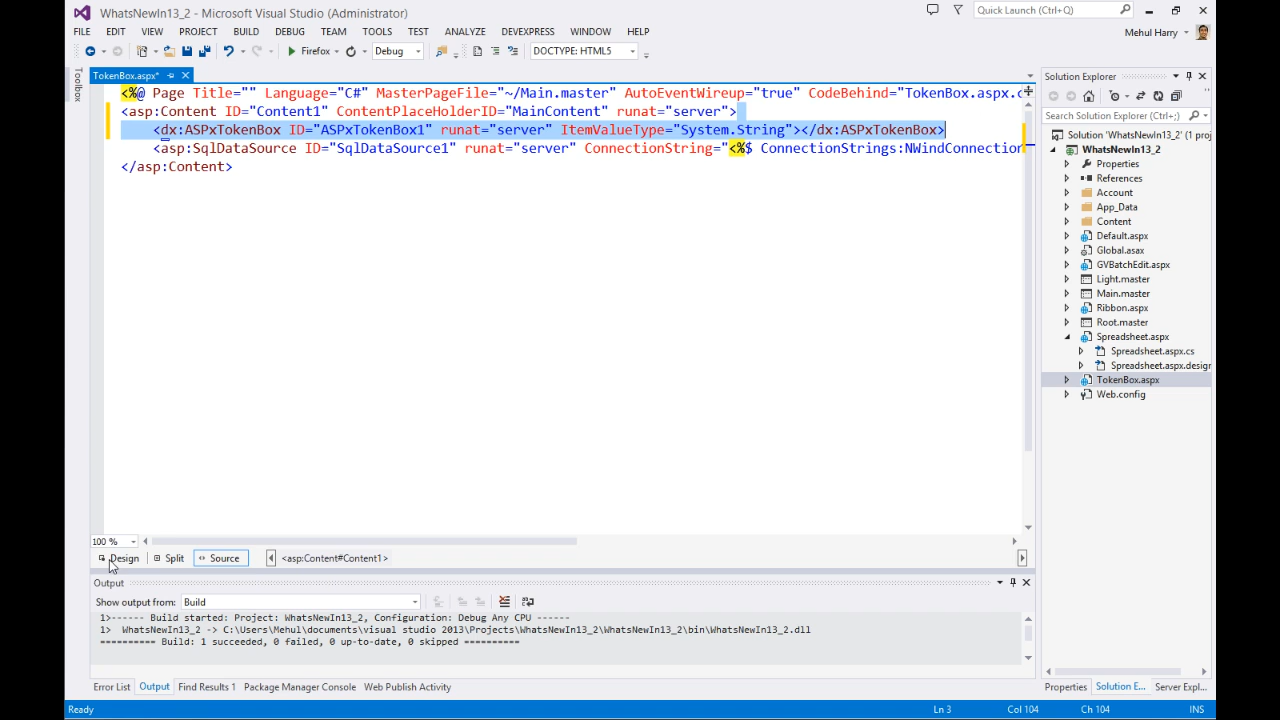 WhatsNewIn13_2 - Microsoft Visual Studio (Administrator)
Quick Launch (Ctrl+Q)
FILE EDIT VIEW PROJECT BUILD DEBUG TEAM TOOLS TEST ANALYZE DEVEXPRESS WINDOW HELP
Mehul Harry
Firefox Debug DOCTYPE: HTML5
Toolbox
TokenBox.aspx*
<%@ Page Title="" Language="C#" MasterPageFile="~/Main.master" AutoEventWireup="true" CodeBehind="TokenBox.aspx.c
<asp:Content ID="Content1" ContentPlaceHolderID="MainContent" runat="server">
<dx:ASPxTokenBox ID="ASPxTokenBox1" runat="server" ItemValueType="System.String"></dx:ASPxTokenBox>
<asp:SqlDataSource ID="SqlDataSource1" runat="server" ConnectionString="<%$ ConnectionStrings:NWindConnection
</asp:Content>
100 %
Design Split Source <asp:Content#Content1>
Output
Show output from: Build
1>------ Build started: Project: WhatsNewIn13_2, Configuration: Debug Any CPU ------
1> WhatsNewIn13_2 -> C:\Users\Mehul\documents\visual studio 2013\Projects\WhatsNewIn13_2\WhatsNewIn13_2\bin\WhatsNewIn13_2.dll
========== Build: 1 succeeded, 0 failed, 0 up-to-date, 0 skipped ==========
Error List Output Find Results 1 Package Manager Console Web Publish Activity
Solution Explorer
Search Solution Explorer (Ctrl+;)
Solution 'WhatsNewIn13_2' (1 proj
WhatsNewIn13_2
Properties
References
Account
App_Data
Content
Default.aspx
Global.asax
GVBatchEdit.aspx
Light.master
Main.master
Ribbon.aspx
Root.master
Spreadsheet.aspx
Spreadsheet.aspx.cs
Spreadsheet.aspx.design
TokenBox.aspx
Web.config
Properties Solution E... Server Expl...
Ready Ln 3 Col 104 Ch 104 INS